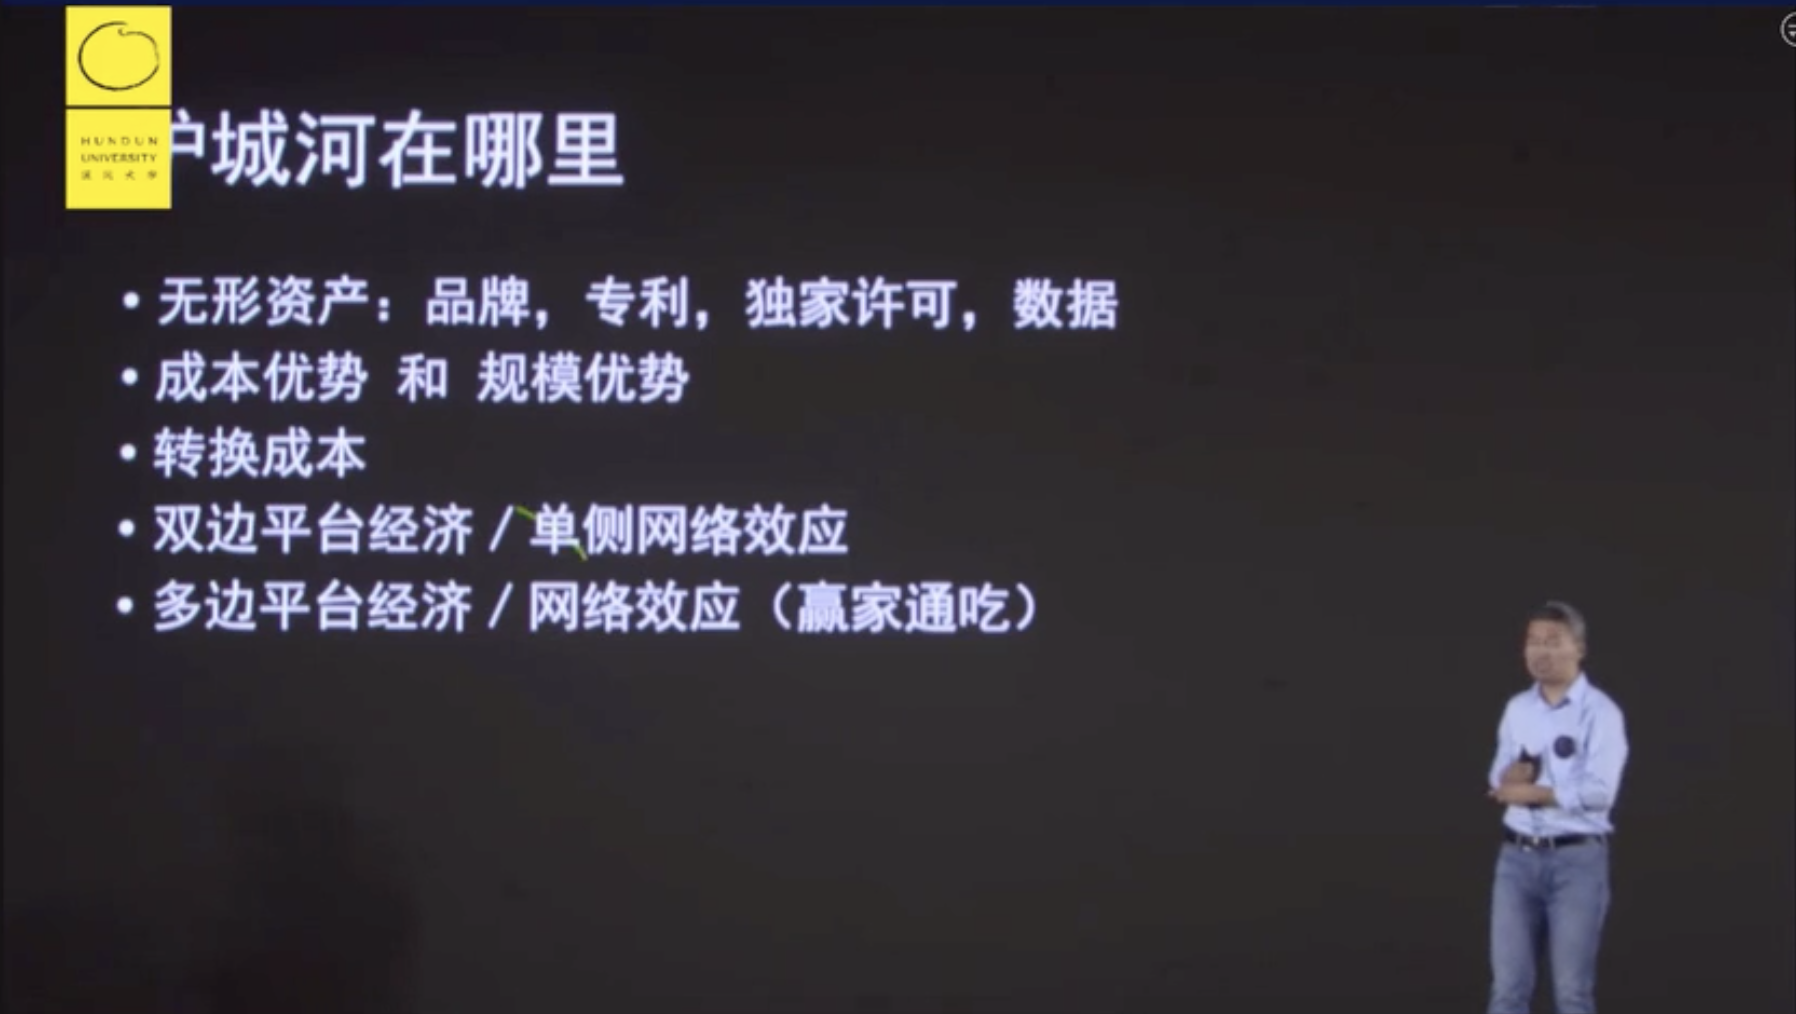 HUNDUN
UNIVERSITY
混沌大学
护城河在哪里
• 无形资产：品牌，专利，独家许可，数据
• 成本优势 和 规模优势
• 转换成本
• 双边平台经济 / 单侧网络效应
• 多边平台经济 / 网络效应（赢家通吃）